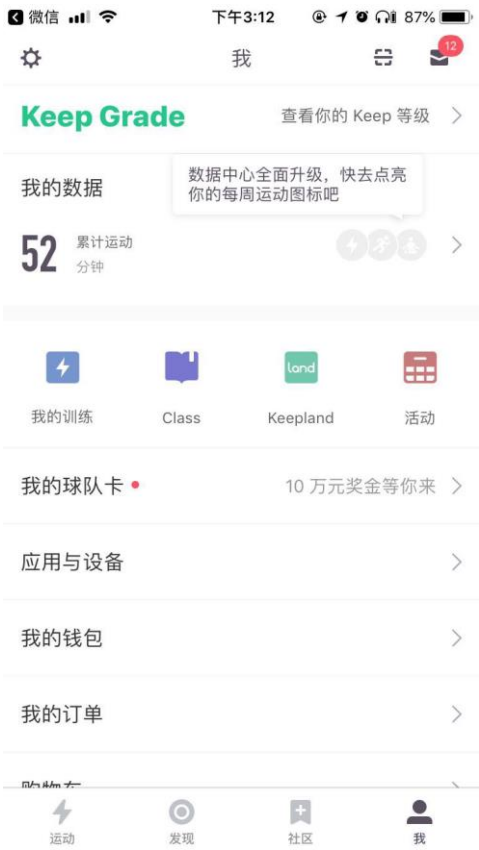 微信
下午3:12
87%
我
12
Keep Grade
查看你的 Keep 等级
数据中心全面升级，快去点亮
你的每周运动图标吧
我的数据
52
累计运动
分钟
land
我的训练
Class
Keepland
活动
我的球队卡
10 万元奖金等你来
应用与设备
我的钱包
我的订单
运动
发现
社区
我